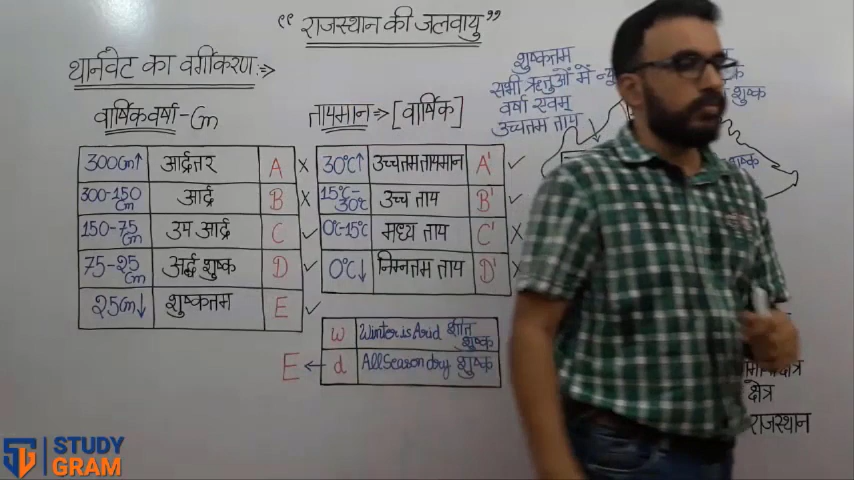 “ राजस्थान की जलवायु ”
थार्नवेट का वर्गीकरण :⇒
वार्षिक वर्षा - Cm
300Cm↑ आर्द्रतर A ×
300-150 Cm आर्द्र B ×
150-75 Cm उप आर्द्र C ✓
75-25 Cm अर्द्ध शुष्क D ✓
25Cm↓ शुष्कतम E ✓
तापमान ⇒ [वार्षिक]
30°C↑ उच्चतम तापमान A' ✓
15°C-30°C उच्च ताप B' ✓
0°C-15°C मध्य ताप C' ×
0°C↓ निम्नतम ताप D' ×
w Winter is Arid शीत शुष्क
E ← d All Season dry शुष्क
शुष्कतम
सभी ऋतुओं में
वर्षा एवम्
उच्चतम ताप
शुष्क
शुष्क
क्षेत्र
राजस्थान
STUDY
GRAM